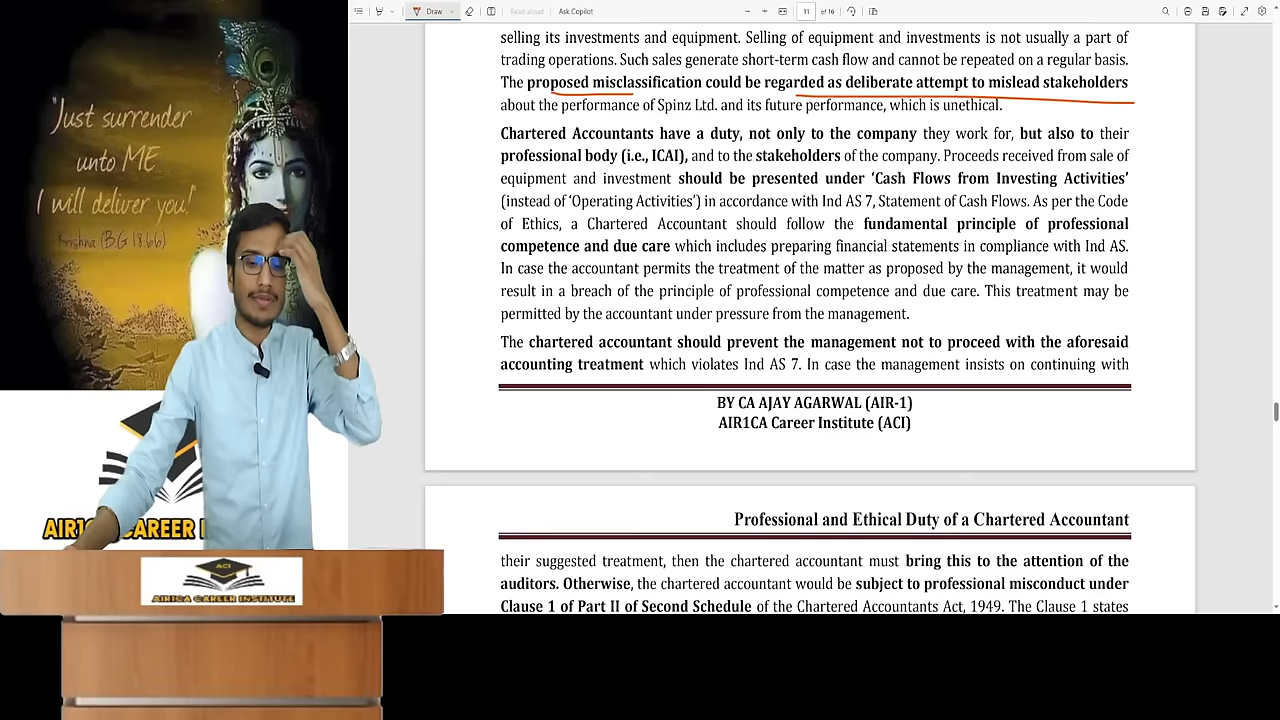 "Just surrender
unto ME
I will deliver you!"
Krishna (B.G 18:66)
Draw
Read aloud
Ask Copilot
11
of 16
selling its investments and equipment. Selling of equipment and investments is not usually a part of
trading operations. Such sales generate short-term cash flow and cannot be repeated on a regular basis.
The proposed misclassification could be regarded as deliberate attempt to mislead stakeholders
about the performance of Spinz Ltd. and its future performance, which is unethical.
Chartered Accountants have a duty, not only to the company they work for, but also to their
professional body (i.e., ICAI), and to the stakeholders of the company. Proceeds received from sale of
equipment and investment should be presented under ‘Cash Flows from Investing Activities’
(instead of ‘Operating Activities’) in accordance with Ind AS 7, Statement of Cash Flows. As per the Code
of Ethics, a Chartered Accountant should follow the fundamental principle of professional
competence and due care which includes preparing financial statements in compliance with Ind AS.
In case the accountant permits the treatment of the matter as proposed by the management, it would
result in a breach of the principle of professional competence and due care. This treatment may be
permitted by the accountant under pressure from the management.
The chartered accountant should prevent the management not to proceed with the aforesaid
accounting treatment which violates Ind AS 7. In case the management insists on continuing with
BY CA AJAY AGARWAL (AIR-1)
AIR1CA Career Institute (ACI)
Professional and Ethical Duty of a Chartered Accountant
their suggested treatment, then the chartered accountant must bring this to the attention of the
auditors. Otherwise, the chartered accountant would be subject to professional misconduct under
Clause 1 of Part II of Second Schedule of the Chartered Accountants Act, 1949. The Clause 1 states
ACI
AIR1CA CAREER INSTITUTE